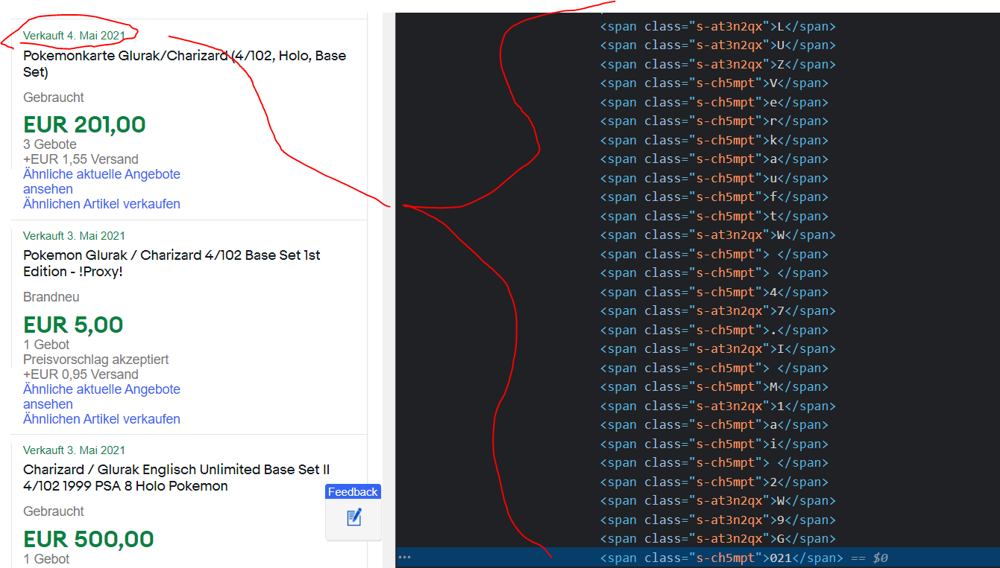 Verkauft 4. Mai 2021
Pokemonkarte Glurak/Charizard (4/102, Holo, Base
Set)
Gebraucht
EUR 201,00
3 Gebote
+EUR 1,55 Versand
Ähnliche aktuelle Angebote
ansehen
Ähnlichen Artikel verkaufen
Verkauft 3. Mai 2021
Pokemon Glurak / Charizard 4/102 Base Set 1st
Edition - !Proxy!
Brandneu
EUR 5,00
1 Gebot
Preisvorschlag akzeptiert
+EUR 0,95 Versand
Ähnliche aktuelle Angebote
ansehen
Ähnlichen Artikel verkaufen
Verkauft 3. Mai 2021
Charizard / Glurak Englisch Unlimited Base Set II
4/102 1999 PSA 8 Holo Pokemon
Gebraucht
EUR 500,00
1 Gebot
Feedback
<span class="s-at3n2qx">L</span>
<span class="s-at3n2qx">U</span>
<span class="s-at3n2qx">Z</span>
<span class="s-ch5mpt">V</span>
<span class="s-ch5mpt">e</span>
<span class="s-ch5mpt">r</span>
<span class="s-ch5mpt">k</span>
<span class="s-ch5mpt">a</span>
<span class="s-ch5mpt">u</span>
<span class="s-ch5mpt">f</span>
<span class="s-ch5mpt">t</span>
<span class="s-at3n2qx">W</span>
<span class="s-ch5mpt"> </span>
<span class="s-ch5mpt"> </span>
<span class="s-ch5mpt">4</span>
<span class="s-at3n2qx">7</span>
<span class="s-ch5mpt">.</span>
<span class="s-at3n2qx">I</span>
<span class="s-ch5mpt"> </span>
<span class="s-ch5mpt">M</span>
<span class="s-at3n2qx">1</span>
<span class="s-ch5mpt">a</span>
<span class="s-ch5mpt">i</span>
<span class="s-ch5mpt"> </span>
<span class="s-ch5mpt">2</span>
<span class="s-at3n2qx">W</span>
<span class="s-at3n2qx">9</span>
<span class="s-at3n2qx">G</span>
... <span class="s-ch5mpt">021</span> == $0